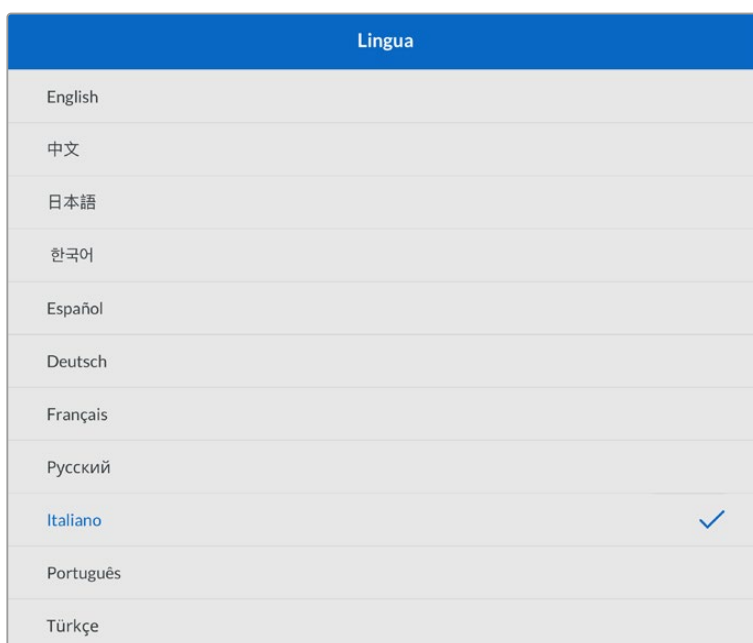 Lingua
English
中文
日本語
한국어
Español
Deutsch
Français
Русский
Italiano
Português
Türkçe